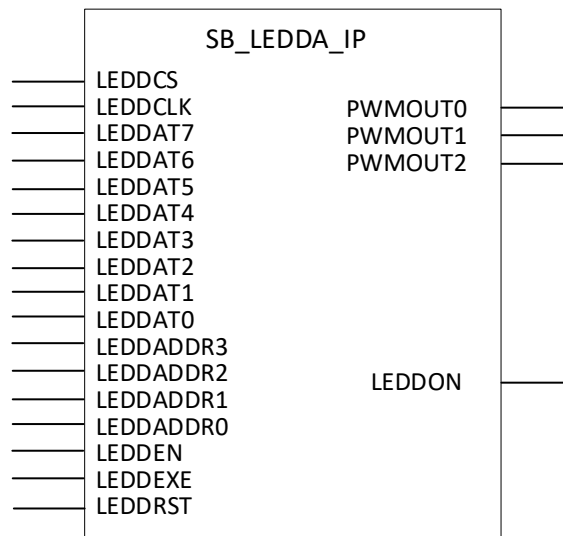 SB_LEDDA_IP
LEDDCS
LEDDCLK
LEDDAT7
LEDDAT6
LEDDAT5
LEDDAT4
LEDDAT3
LEDDAT2
LEDDAT1
LEDDAT0
LEDDADDR3
LEDDADDR2
LEDDADDR1
LEDDADDR0
LEDDEN
LEDDEXE
LEDDRST
PWMOUT0
PWMOUT1
PWMOUT2
LEDDON